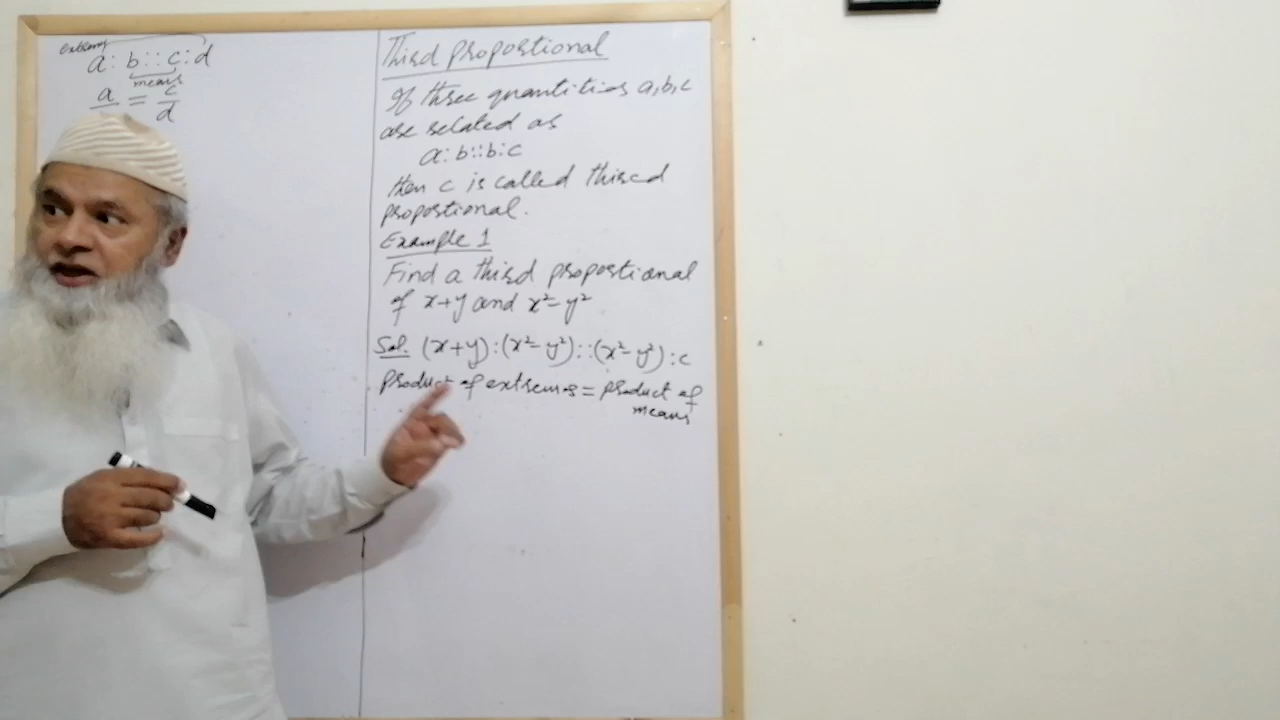 extrems
a : b : : c : d
means
a/b = c/d
Third proportional
If three quantities a, b, c
are related as
a : b : : b : c
then c is called third
proportional.
Example 1
Find a third proportional
of x+y and x²-y²
Sol. (x+y) : (x²-y²) : : (x²-y²) : c
Product of extremes = product of
means